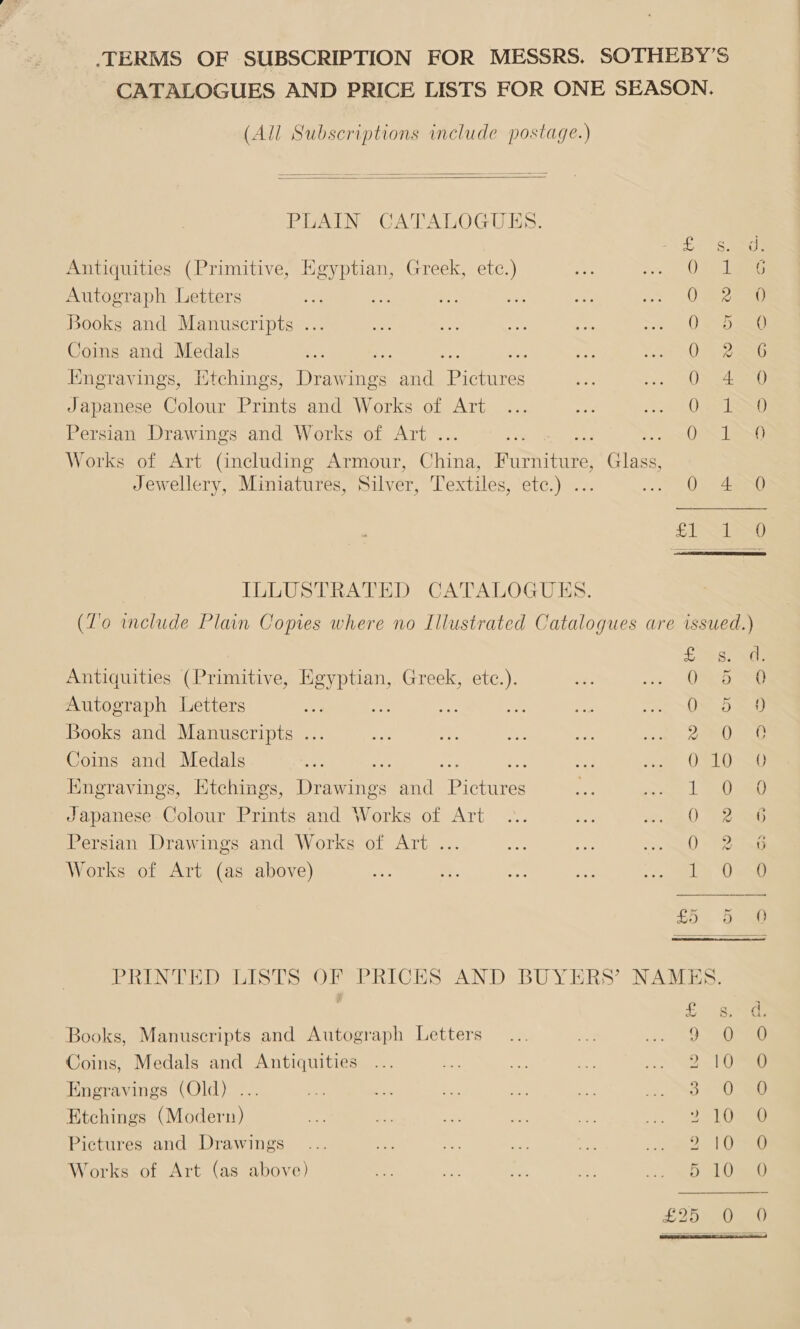 .TERMS OF SUBSCRIPTION FOR MESSRS. SOTHEBY'S
CATALOGUES AND PRICE LISTS FOR ONE SEASON.
(All Subscriptions include postage.)
PLAIN CATALOGUES.
£ s. d.
Antiquities (Primitive, Egyptian, Greek, etc.) ... ... 0 1 6
Autograph Letters ... ... ... ... ... ... 0 2 0
Books and Manuscripts ... ... ... ... ... ... 0 5 0
Coins and Medals ... ... ... ... ... ... 0 2 6
Engravings, Etchings, Drawings and Pictures ... ... 0 4 0
Japanese Colour Prints and Works of Art ... ... ... 0 1 0
Persian Drawings and Works of Art ... ... ... ... 0 1 0
Works of Art (including Armour, China, Furniture, Glass,
Jewellery, Miniatures, Silver, Textiles, etc.) ... ... 0 4 0
£1 1 0
ILLUSTRATED CATALOGUES.
(To include Plain Copies where no Illustrated Catalogues are issued.)
£ s. d.
Antiquities (Primitive, Egyptian, Greek, etc.). ... ... 0 5 0
Autograph Letters ... ... ... ... ... ... 0 5 0
Books and Manuscripts ... ... ... ... ... ... 2 0 0
Coins and Medals ... ... ... ... ... ... 0 10 0
Engravings, Etchings, Drawings and Pictures ... ... 1 0 0
Japanese Colour Prints and Works of Art ... ... ... 0 2 6
Persian Drawings and Works of Art ... ... ... ... 0 2 6
Works of Art (as above) ... ... ... ... ... 1 0 0
£5 5 0
PRINTED LISTS OF PRICES AND BUYERS' NAMES.
£ s. d.
Books, Manuscripts and Autograph Letters ... ... ... 9 0 0
Coins, Medals and Antiquities ... ... ... ... ... 2 10 0
Engravings (Old) ... ... ... ... ... ... ... 3 0 0
Etchings (Modern) ... ... ... ... ... ... 2 10 0
Pictures and Drawings ... ... ... ... ... ... 2 10 0
Works of Art (as above) ... ... ... ... ... 5 10 0
£25 0 0